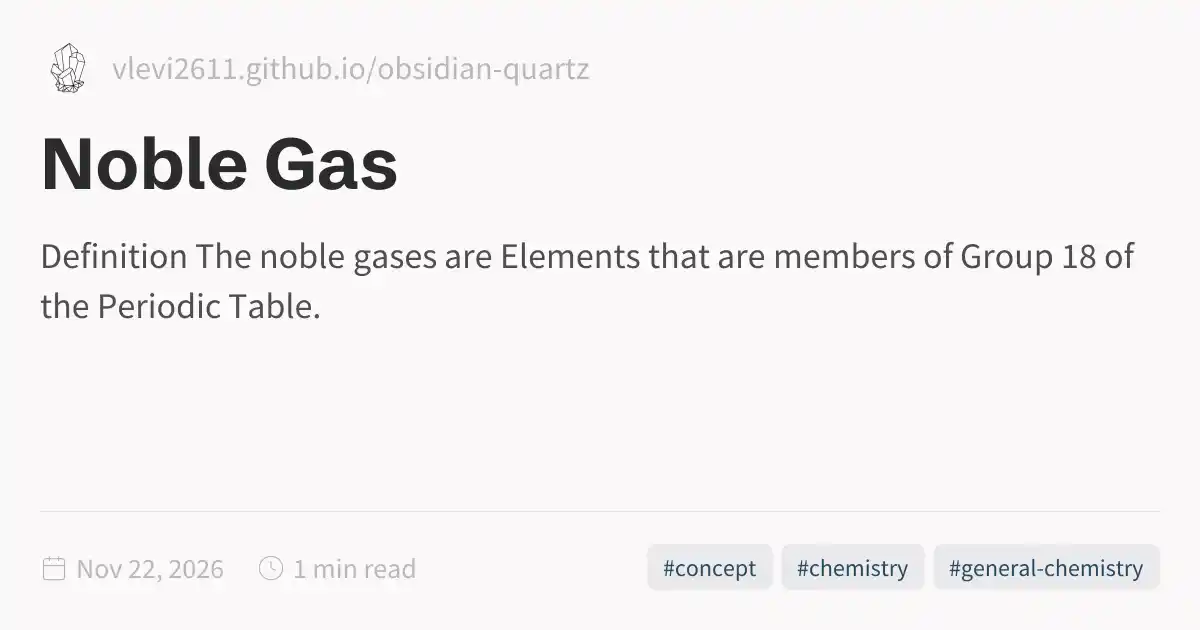 vlevi2611.github.io/obsidian-quartz
Noble Gas
Definition The noble gases are Elements that are members of Group 18 of
the Periodic Table.
Nov 22, 2026 1 min read #concept #chemistry #general-chemistry